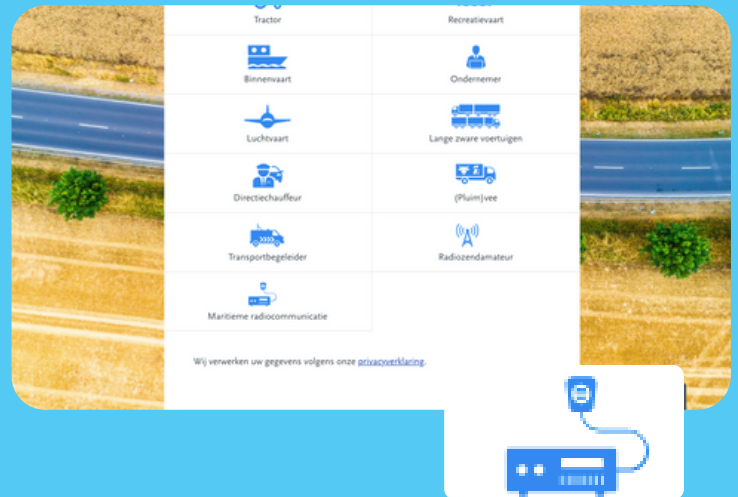 Tractor
Recreatievaart
Binnenvaart
Ondernemer
Luchtvaart
Lange zware voertuigen
Directiechauffeur
(Pluim)vee
Transportbegeleider
Radiozendamateur
Maritieme radiocommunicatie
Wij verwerken uw gegevens volgens onze privacyverklaring.